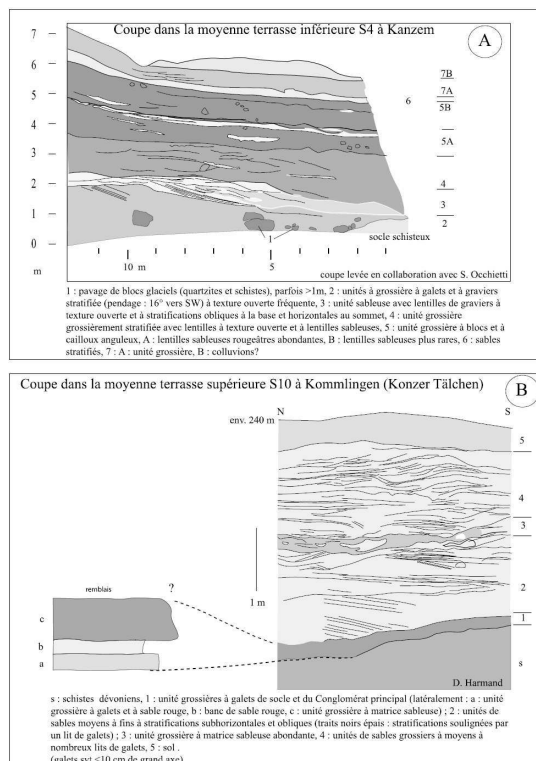 Coupe dans la moyenne terrasse inférieure S4 à Kanzem
A
7
6
5
4
3
2
1
0
m
10 m
5
1
6
7B
7A
5B
5A
4
3
2
socle schisteux
coupe levée en collaboration avec S. Occhietti
1 : pavage de blocs glaciels (quartzites et schistes), parfois >1m, 2 : unités à grossière à galets et à graviers
stratifiée (pendage : 16° vers SW) à texture ouverte fréquente, 3 : unité sableuse avec lentilles de graviers à
texture ouverte et à stratifications obliques à la base et horizontales au sommet, 4 : unité grossière
grossièrement stratifiée avec lentilles à texture ouverte et à lentilles sableuses, 5 : unité grossière à blocs et à
cailloux anguleux, A : lentilles sableuses rougeâtres abondantes, B : lentilles sableuses plus rares, 6 : sables
stratifiés, 7 : A : unité grossière, B : colluvions?
Coupe dans la moyenne terrasse supérieure S10 à Kommlingen (Konzer Tälchen)
B
N
S
env. 240 m
5
4
3
2
1
s
1 m
remblais
?
c
b
a
D. Harmand
s : schistes dévoniens, 1 : unité grossières à galets de socle et du Conglomérat principal (latéralement : a : unité
grossière à galets et à sable rouge, b : banc de sable rouge, c : unité grossière à matrice sableuse) ; 2 : unités de
sables moyens à fins à stratifications subhorizontales et obliques (traits noirs épais : stratifications soulignées par
un lit de galets) ; 3 : unité grossière à matrice sableuse abondante, 4 : unités de sables grossiers à moyens à
nombreux lits de galets, 5 : sol .
(galets svt <10 cm de grand axe)